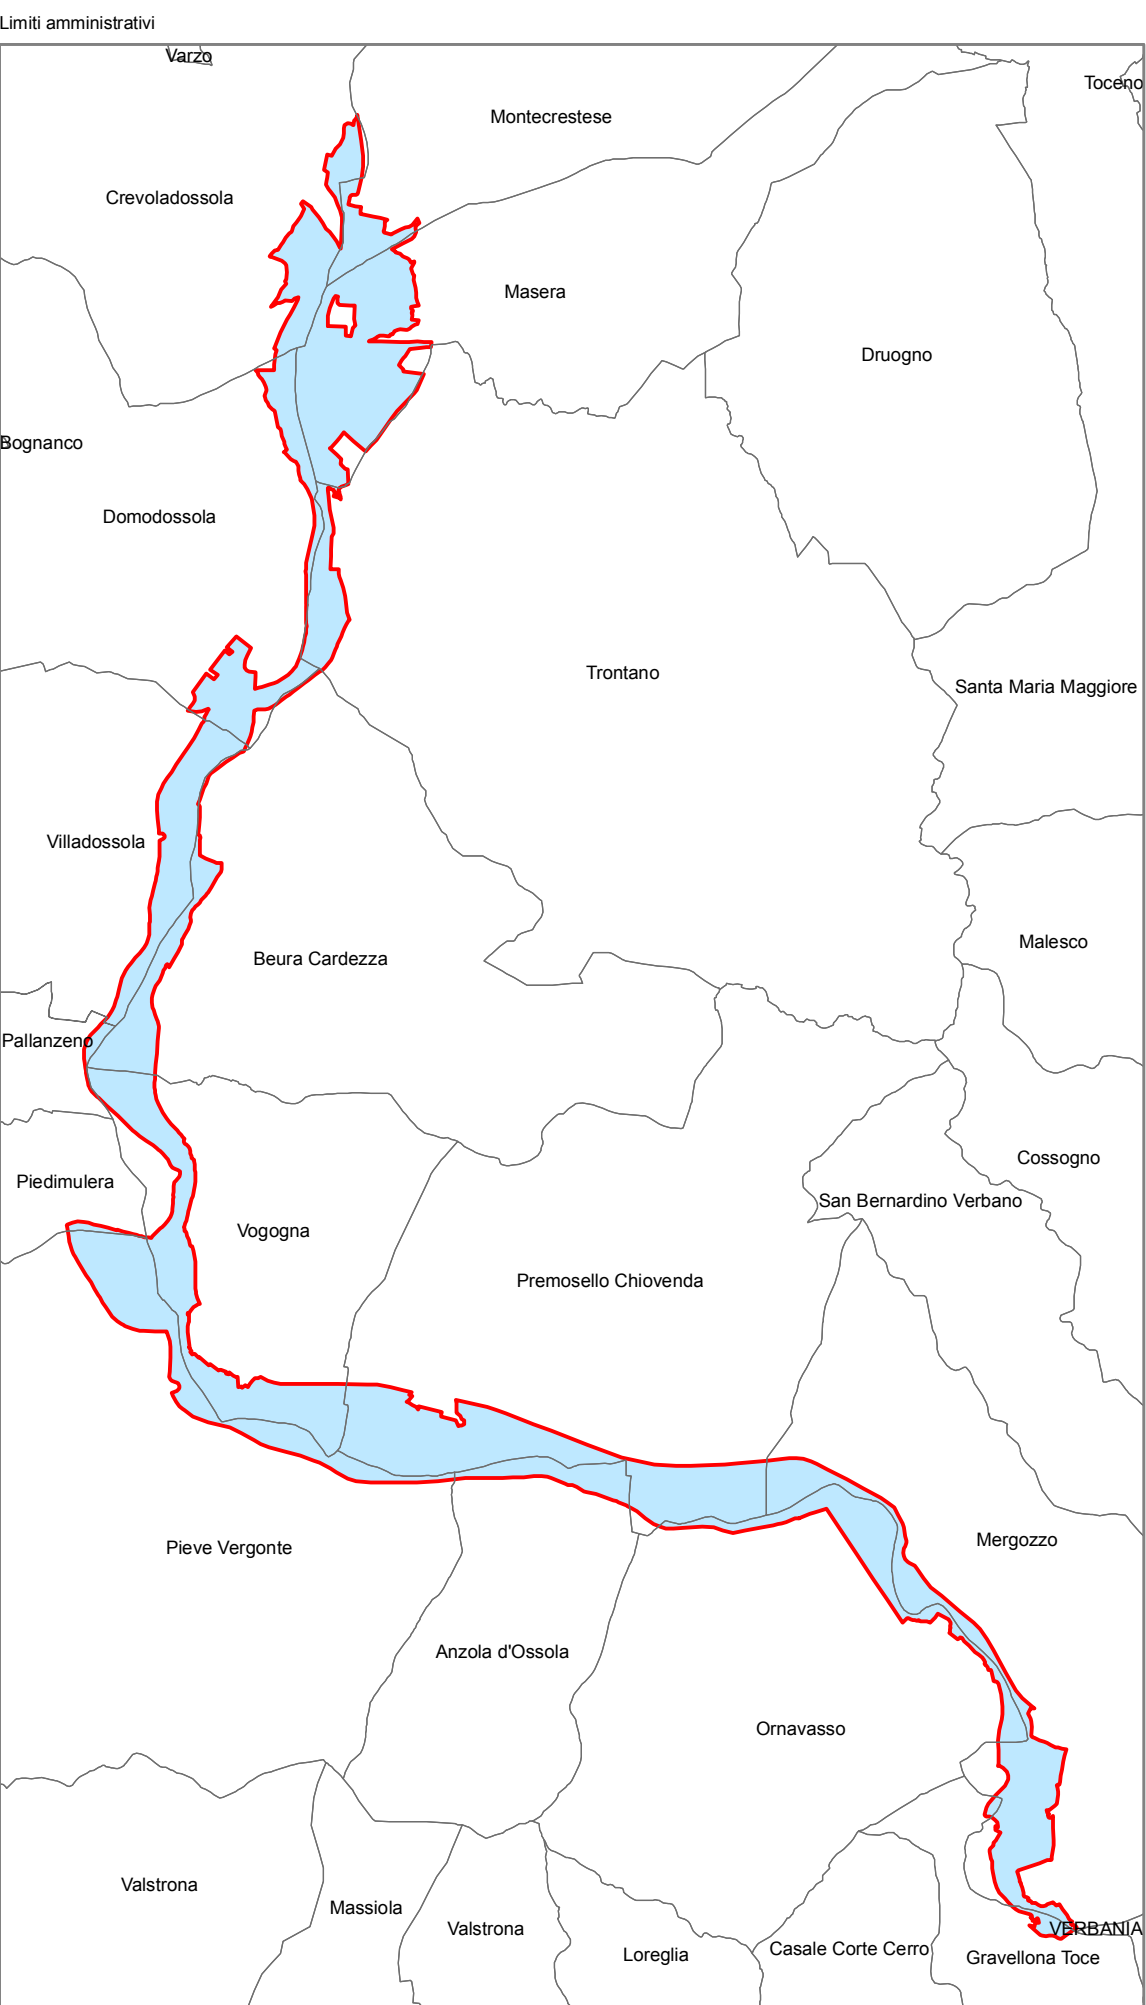 Limiti amministrativi
Varzo
Toceno
Montecrestese
Crevoladossola
Masera
Druogno
Bognanco
Domodossola
Trontano
Santa Maria Maggiore
Villadossola
Malesco
Beura Cardezza
Pallanzeno
Cossogno
Piedimulera
San Bernardino Verbano
Vogogna
Premosello Chiovenda
Mergozzo
Pieve Vergonte
Anzola d'Ossola
Ornavasso
Valstrona
Massiola
Valstrona
VERBANIA
Loreglia
Casale Corte Cerro
Gravellona Toce